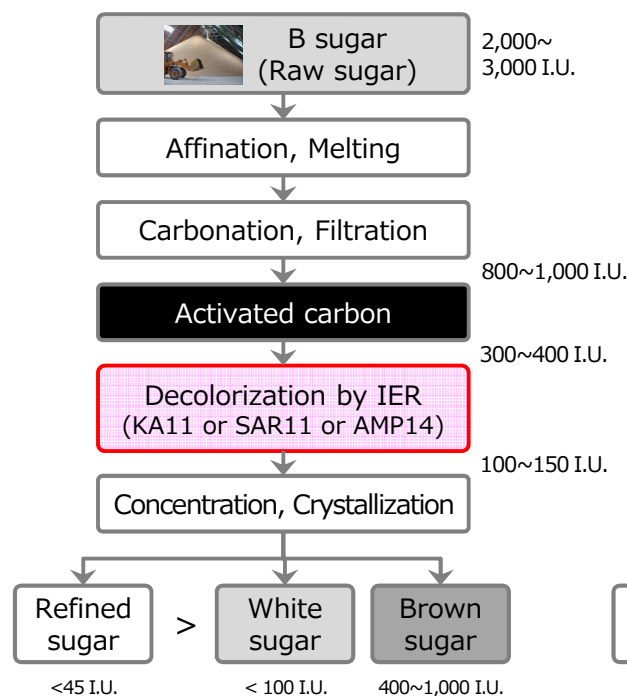 B sugar
(Raw sugar)
2,000~
3,000 I.U.
Affination, Melting
Carbonation, Filtration
800~1,000 I.U.
Activated carbon
300~400 I.U.
Decolorization by IER
(KA11 or SAR11 or AMP14)
100~150 I.U.
Concentration, Crystallization
Refined
sugar
>
White
sugar
Brown
sugar
<45 I.U.
< 100 I.U.
400~1,000 I.U.